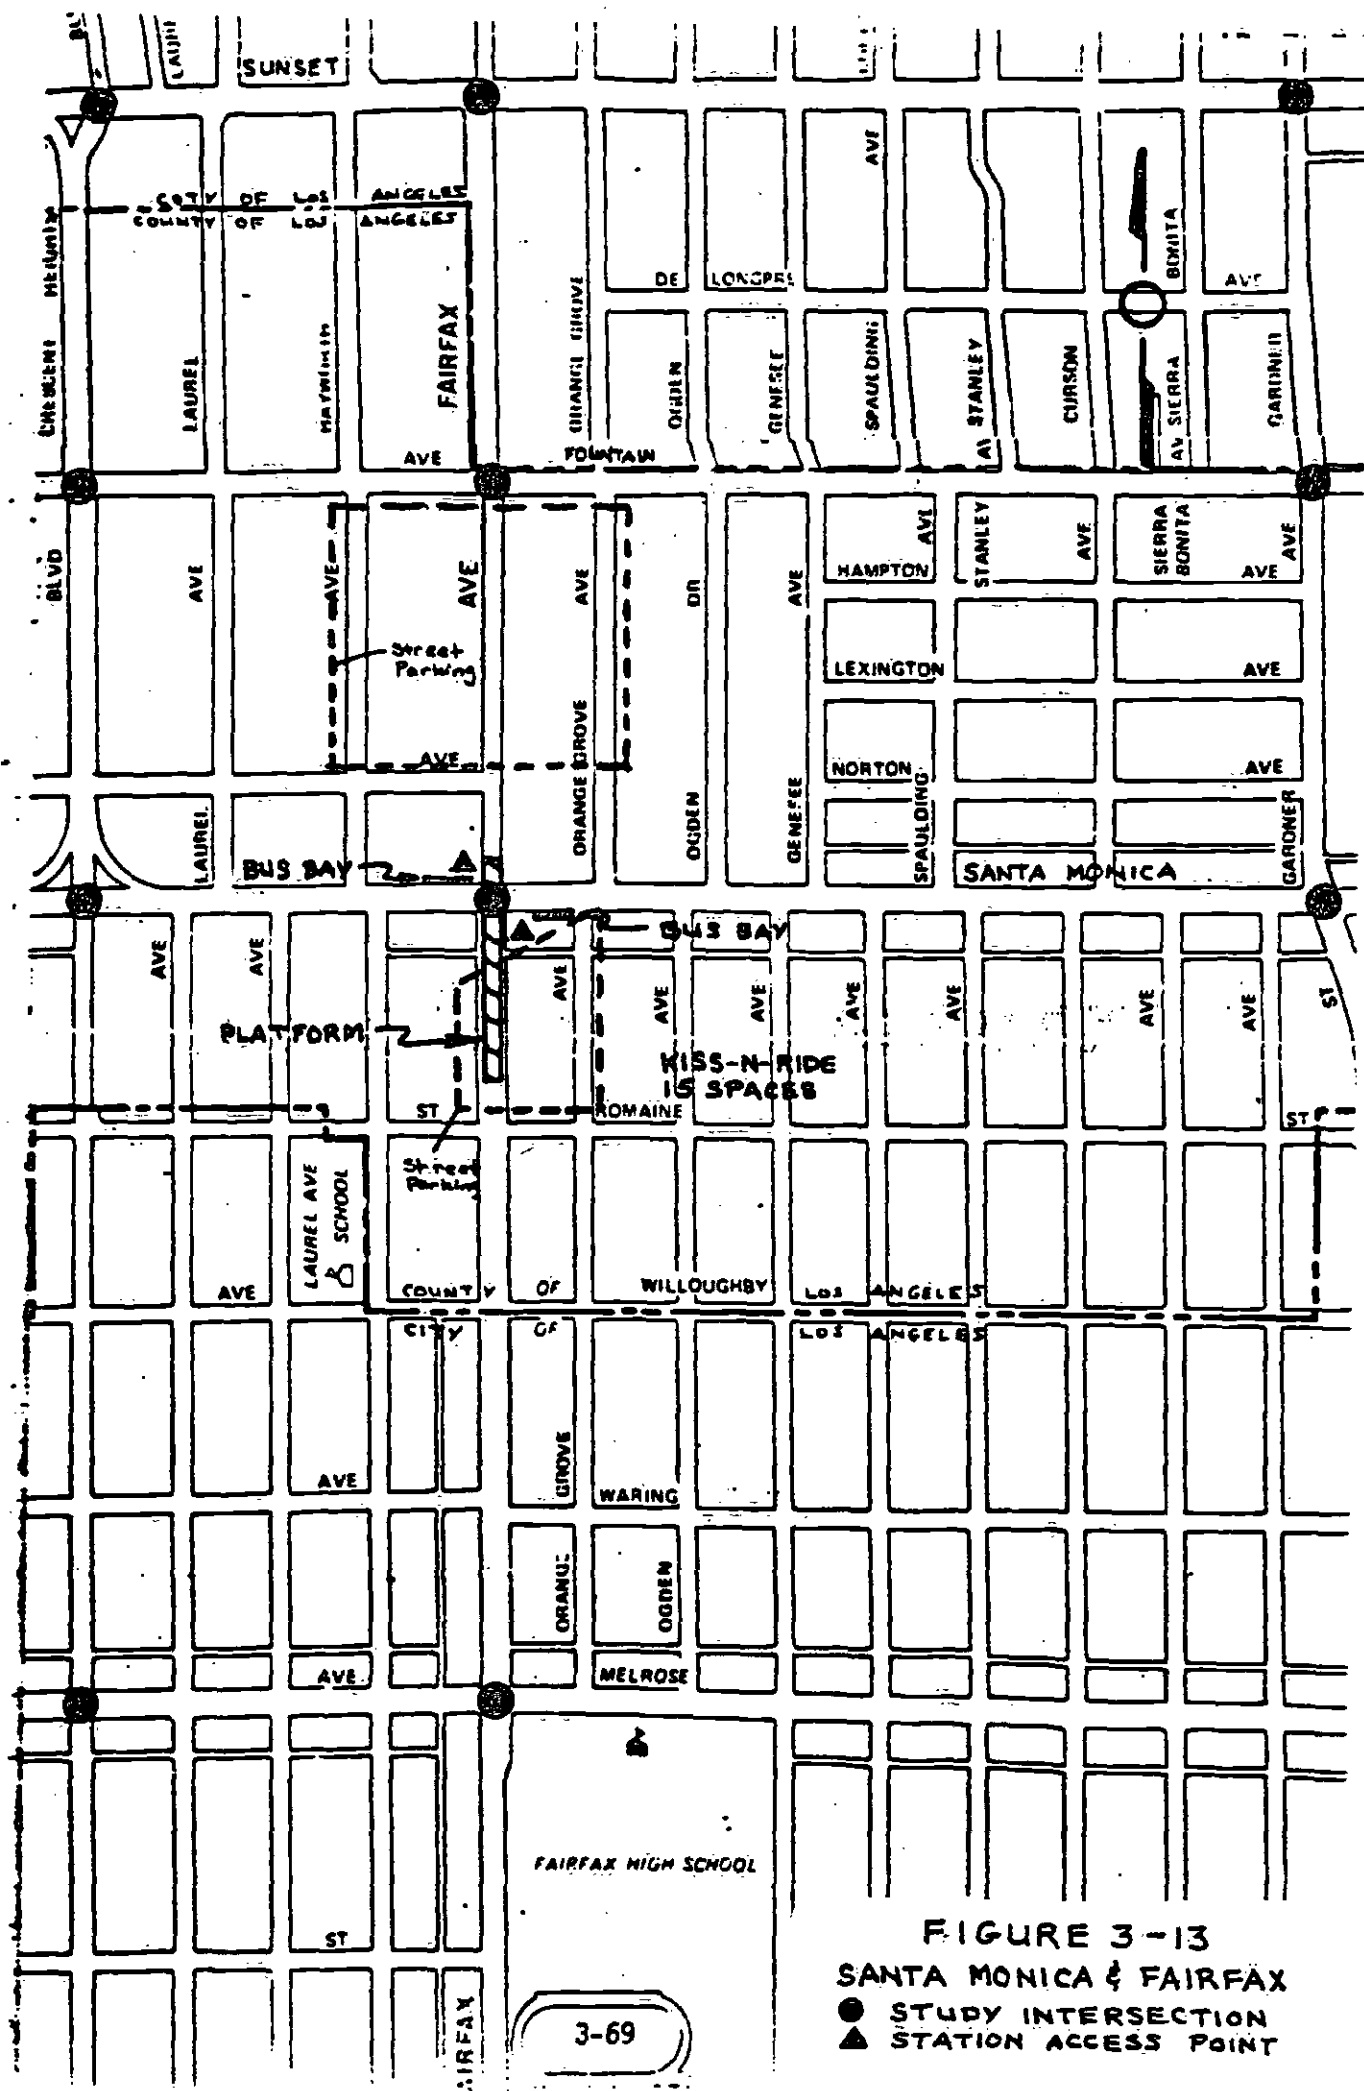 SUNSET
CITY OF LOS ANGELES
COUNTY OF LOS ANGELES
AVE
BONITA
DE LONGPRE
AVE
CRESCENT HEIGHTS
LAUREL
FAIRFAX
ORANGE GROVE
OGDEN
GENESEE
SPAULDING
STANLEY
CURSON
SIERRA
AV
GARDNER
AVE
FOUNTAIN
BLVD
AVE
AVE
AVE
AVE
DR
AVE
HAMPTON
AVE
STANLEY
AVE
SIERRA
BONITA
AVE
AVE
Street
Parking
LEXINGTON
AVE
AVE
NORTON
AVE
LAUREL
ORANGE GROVE
OGDEN
GENESEE
SPAULDING
GARDNER
BUS BAY
SANTA MONICA
BUS BAY
AVE
AVE
AVE
AVE
AVE
AVE
AVE
AVE
AVE
ST
PLATFORM
KISS-N-RIDE
15 SPACES
ST
ROMAINE
ST
Street
Parking
LAUREL AVE
SCHOOL
AVE
COUNTY OF LOS ANGELES
WILLOUGHBY
CITY OF LOS ANGELES
GROVE
AVE
WARING
ORANGE
OGDEN
AVE
MELROSE
FAIRFAX HIGH SCHOOL
ST
FAIRFAX
FIGURE 3-13
SANTA MONICA & FAIRFAX
STUDY INTERSECTION
STATION ACCESS POINT
3-69